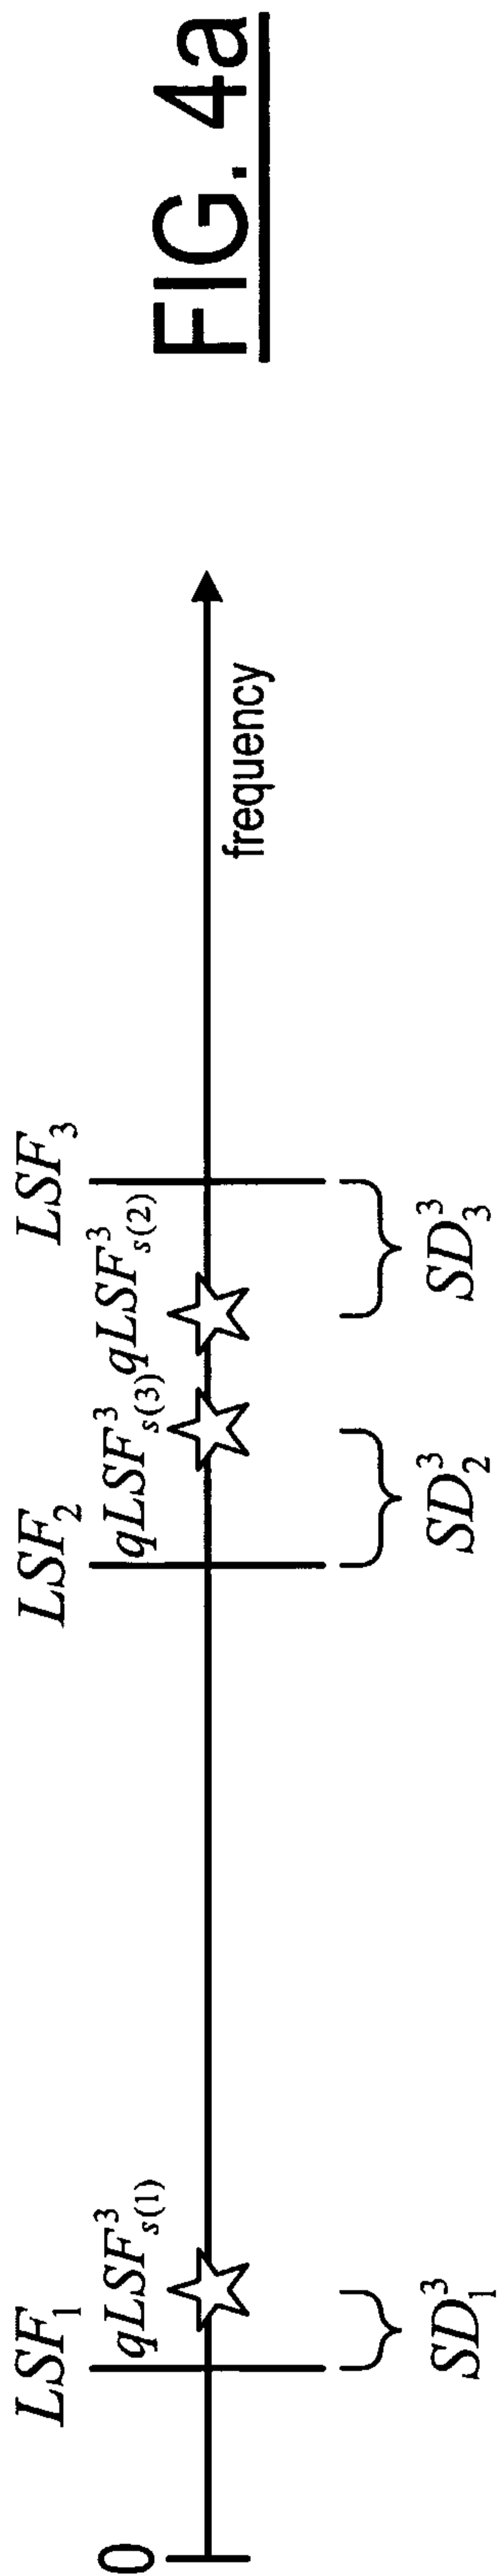 FIG. 4a
0
LSF₁
LSF₂
LSF₃
qLSF³ₛ₍₁₎
qLSF³ₛ₍₃₎
qLSF³ₛ₍₂₎
frequency
SD³₁
SD³₂
SD³₃